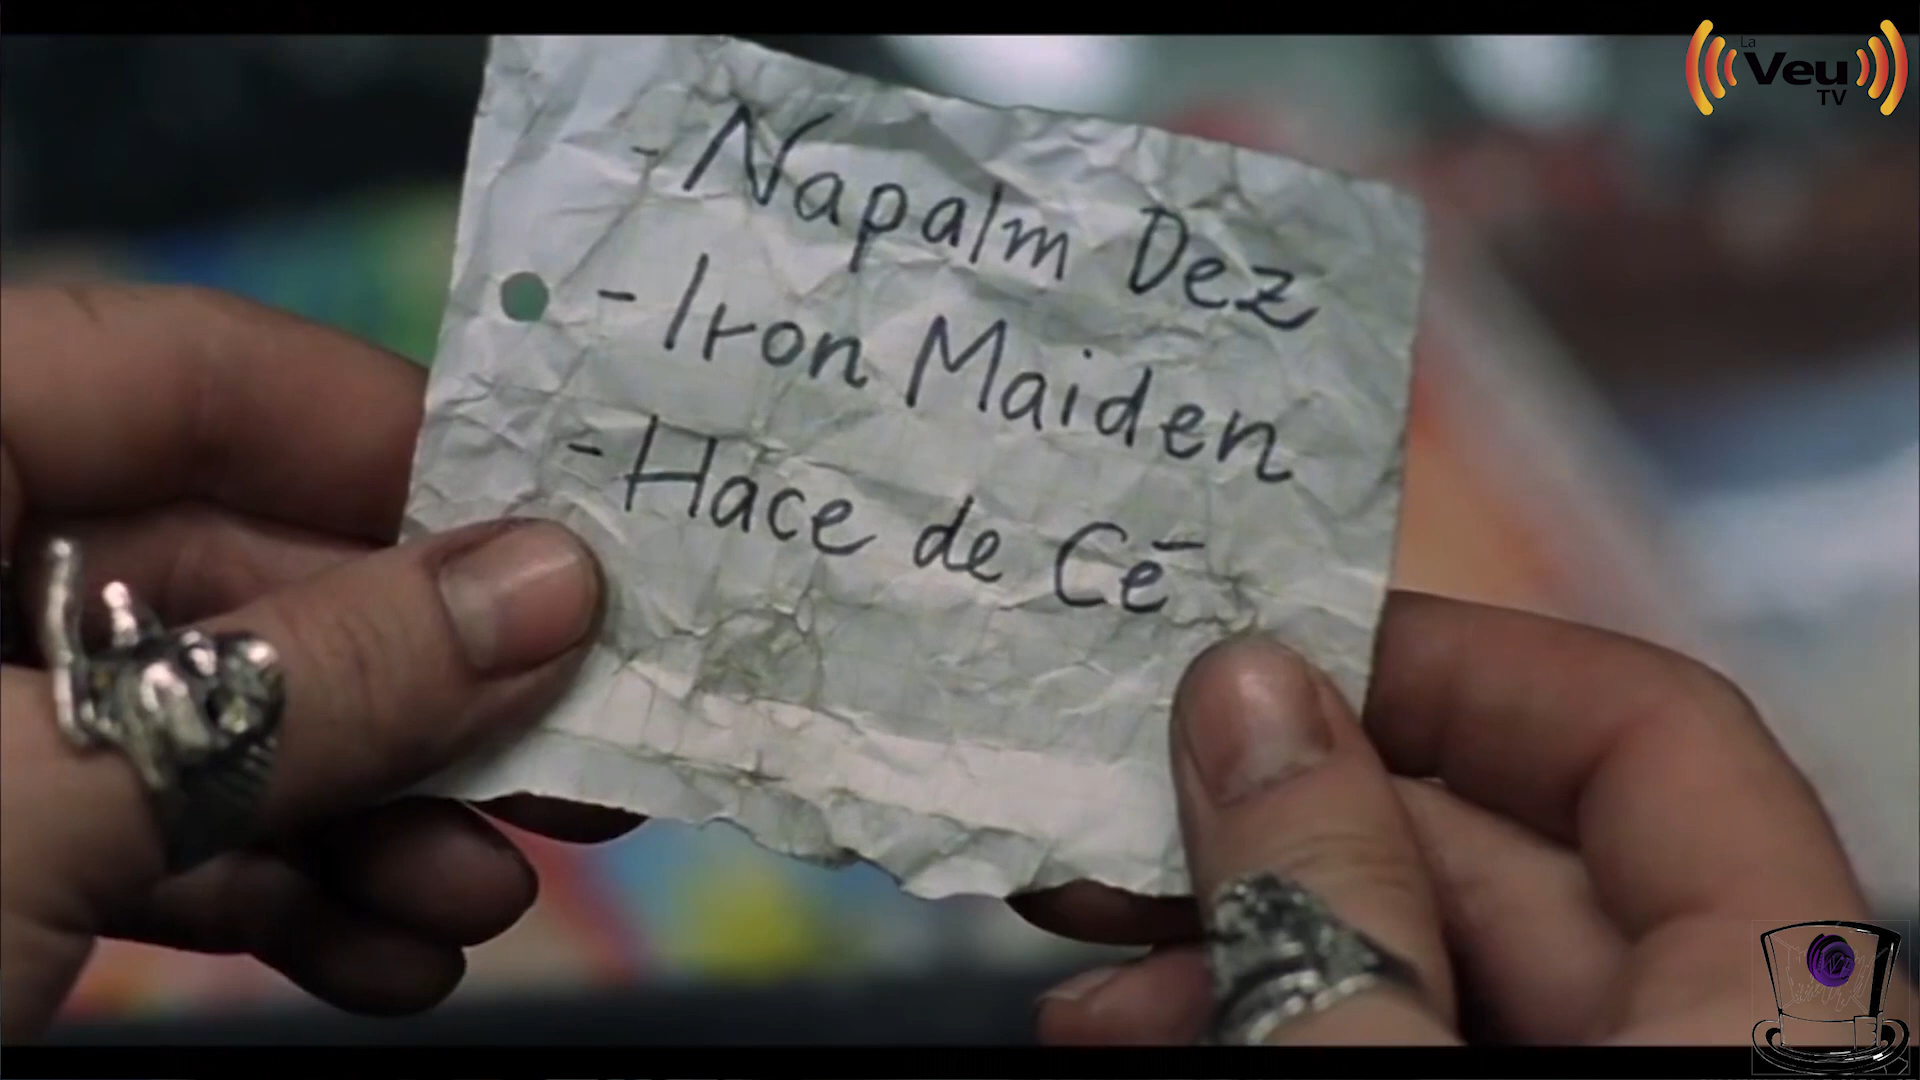 La
Veu
TV
- Napalm Dez
- Iron Maiden
- Hace de Cē